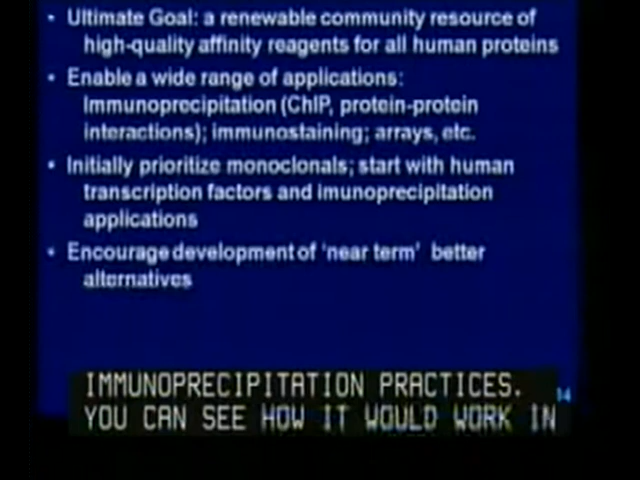 • Ultimate Goal: a renewable community resource of
high-quality affinity reagents for all human proteins
• Enable a wide range of applications:
Immunoprecipitation (ChIP, protein-protein
interactions); immunostaining; arrays, etc.
• Initially prioritize monoclonals; start with human
transcription factors and imunoprecipitation
applications
• Encourage development of 'near term' better
alternatives
IMMUNOPRECIPITATION PRACTICES.
14
YOU CAN SEE HOW IT WOULD WORK IN